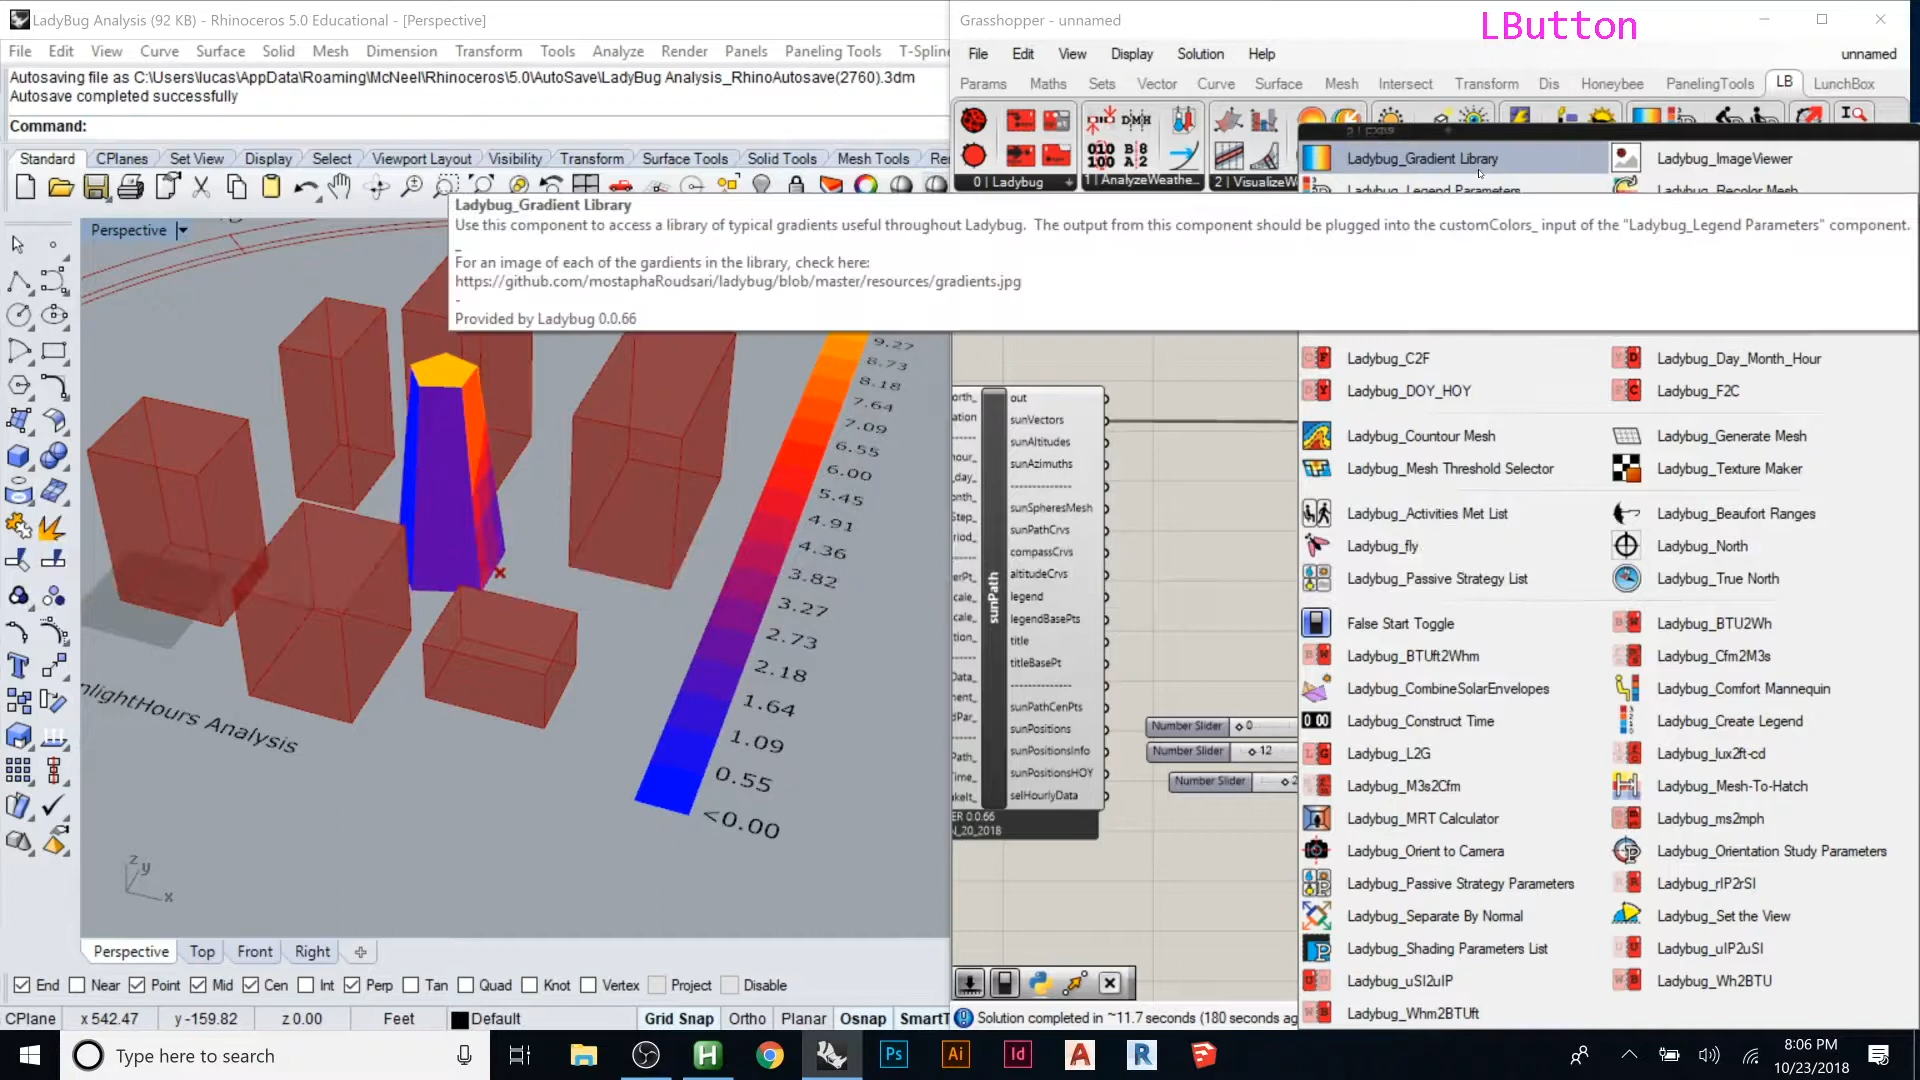 LadyBug Analysis (92 KB) - Rhinoceros 5.0 Educational - [Perspective]
Grasshopper - unnamed
LButton
File Edit View Curve Surface Solid Mesh Dimension Transform Tools Analyze Render Panels Paneling Tools T-Spline
File Edit View Display Solution Help unnamed
Autosaving file as C:\Users\lucas\AppData\Roaming\McNeel\Rhinoceros\5.0\AutoSave\LadyBug Analysis_RhinoAutosave(2760).3dm
Autosave completed successfully
Params Maths Sets Vector Curve Surface Mesh Intersect Transform Dis Honeybee PanelingTools LB LunchBox
Command:
Standard CPlanes Set View Display Select Viewport Layout Visibility Transform Surface Tools Solid Tools Mesh Tools Re
0 | Ladybug 1 | AnalyzeWeathe... 2 | VisualizeW
Ladybug_Gradient Library Ladybug_ImageViewer
Ladybug_Legend Parameters Ladybug_Recolor Mesh
Perspective
Ladybug_Gradient Library
Use this component to access a library of typical gradients useful throughout Ladybug. The output from this component should be plugged into the customColors_ input of the "Ladybug_Legend Parameters" component.
_
For an image of each of the gardients in the library, check here:
https://github.com/mostaphaRoudsari/ladybug/blob/master/resources/gradients.jpg
-
Provided by Ladybug 0.0.66
9.27
8.73
8.18
7.64
7.09
6.55
6.00
5.45
4.91
4.36
3.82
3.27
2.73
2.18
1.64
1.09
0.55
<0.00
nlightHours Analysis
z y x
out
sunVectors
sunAltitudes
sunAzimuths
--------------
sunSpheresMesh
sunPathCrvs
compassCrvs
altitudeCrvs
legend
legendBasePts
title
titleBasePt
--------------
sunPathCenPts
sunPositions
sunPositionsInfo
sunPositionsHOY
selHourlyData
sunPath
ER 0.0.66
N_20_2018
Number Slider 0
Number Slider 12
Number Slider 2
Ladybug_C2F Ladybug_Day_Month_Hour
Ladybug_DOY_HOY Ladybug_F2C
Ladybug_Countour Mesh Ladybug_Generate Mesh
Ladybug_Mesh Threshold Selector Ladybug_Texture Maker
Ladybug_Activities Met List Ladybug_Beaufort Ranges
Ladybug_fly Ladybug_North
Ladybug_Passive Strategy List Ladybug_True North
False Start Toggle Ladybug_BTU2Wh
Ladybug_BTUft2Whm Ladybug_Cfm2M3s
Ladybug_CombineSolarEnvelopes Ladybug_Comfort Mannequin
Ladybug_Construct Time Ladybug_Create Legend
Ladybug_L2G Ladybug_lux2ft-cd
Ladybug_M3s2Cfm Ladybug_Mesh-To-Hatch
Ladybug_MRT Calculator Ladybug_ms2mph
Ladybug_Orient to Camera Ladybug_Orientation Study Parameters
Ladybug_Passive Strategy Parameters Ladybug_rIP2rSI
Ladybug_Separate By Normal Ladybug_Set the View
Ladybug_Shading Parameters List Ladybug_uIP2uSI
Ladybug_uSI2uIP Ladybug_Wh2BTU
Ladybug_Whm2BTUft
Perspective Top Front Right
End Near Point Mid Cen Int Perp Tan Quad Knot Vertex Project Disable
CPlane x 542.47 y -159.82 z 0.00 Feet Default Grid Snap Ortho Planar Osnap SmartT
Solution completed in ~11.7 seconds (180 seconds ag
Type here to search
8:06 PM
10/23/2018